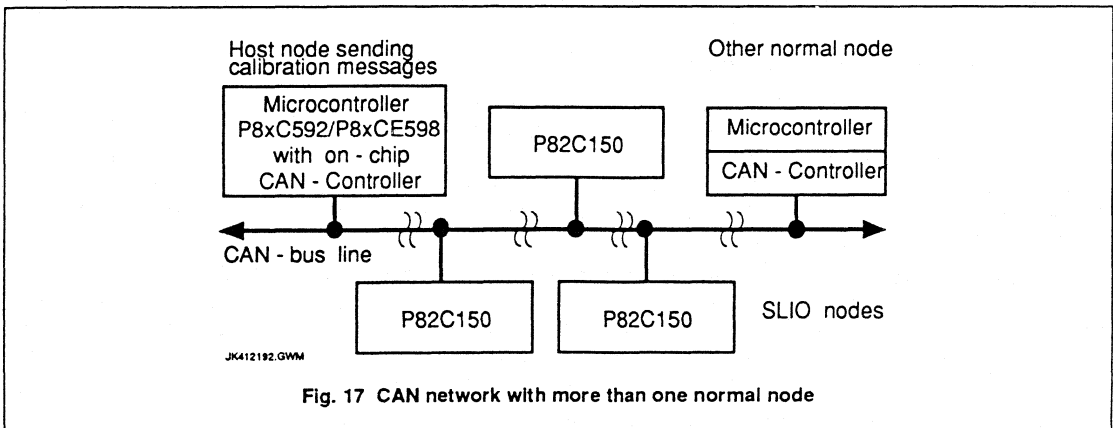 Host node sending
calibration messages
Other normal node
Microcontroller
P8xC592/P8xCE598
with on - chip
CAN - Controller
P82C150
Microcontroller
CAN - Controller
CAN - bus line
P82C150
P82C150
SLIO nodes
JK412192.GWM
Fig. 17 CAN network with more than one normal node